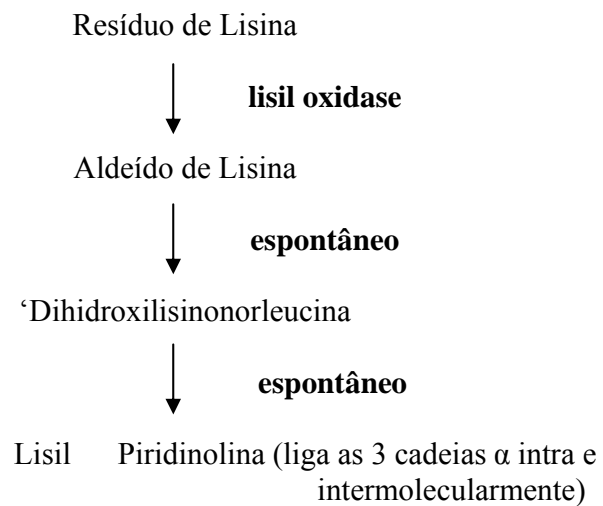 Resíduo de Lisina
lisil oxidase
Aldeído de Lisina
espontâneo
‘Dihidroxilisinonorleucina
espontâneo
Lisil Piridinolina (liga as 3 cadeias α intra e
intermolecularmente)